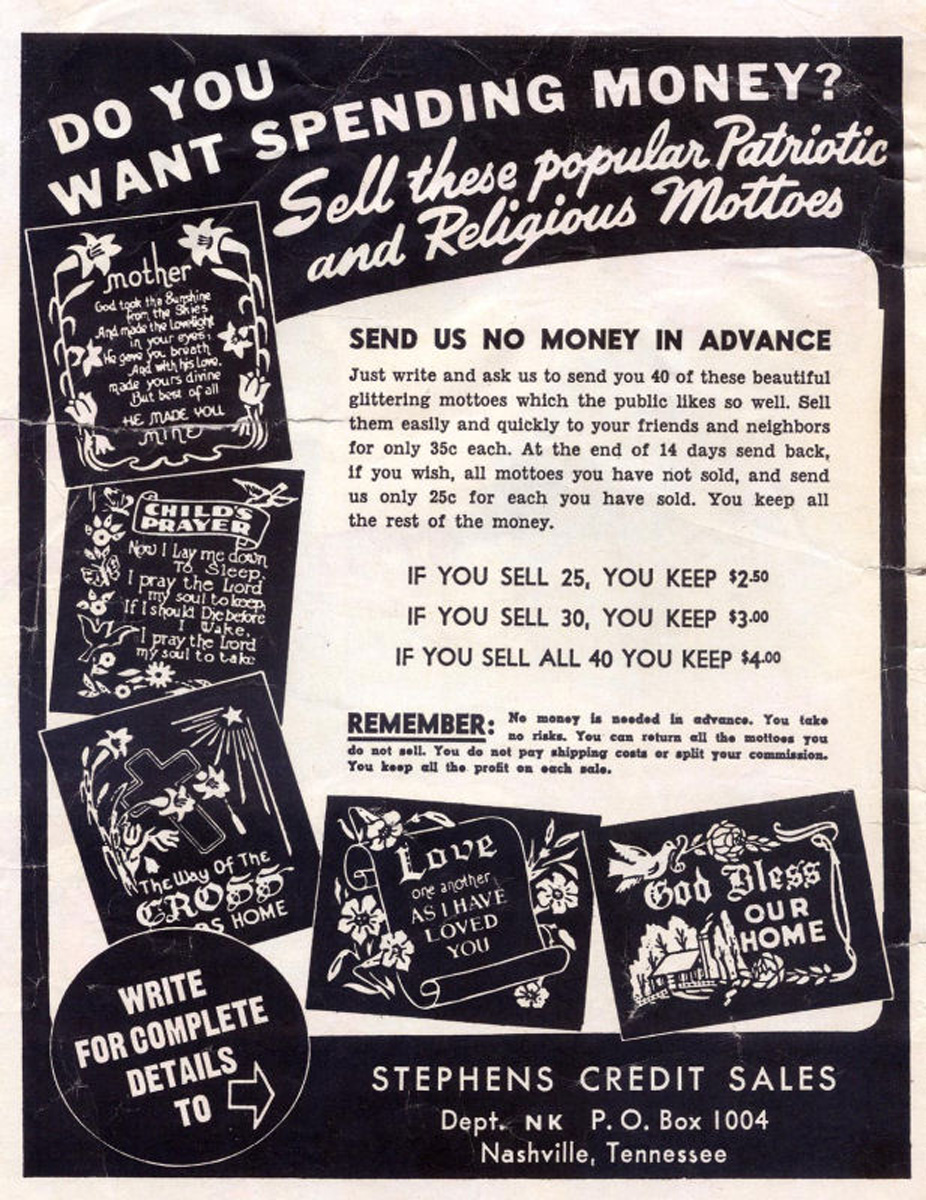 DO YOU
WANT SPENDING MONEY?
Sell these popular Patriotic
and Religious Mottoes
mother
God took the Sunshine
from the Skies
And made the Lovelight
in your eyes;
He gave you breath
And with his Love,
made yours divine
But best of all
HE MADE YOU
mine
CHILD'S
PRAYER
Now I Lay me down
To Sleep,
I pray the Lord
my soul to keep,
If I should Die before
I Wake,
I pray the Lord
my soul to take
The Way Of The
CROSS
DS HOME
SEND US NO MONEY IN ADVANCE
Just write and ask us to send you 40 of these beautiful
glittering mottoes which the public likes so well. Sell
them easily and quickly to your friends and neighbors
for only 35c each. At the end of 14 days send back,
if you wish, all mottoes you have not sold, and send
us only 25c for each you have sold. You keep all
the rest of the money.
IF YOU SELL 25, YOU KEEP $2.50
IF YOU SELL 30, YOU KEEP $3.00
IF YOU SELL ALL 40 YOU KEEP $4.00
REMEMBER: No money is needed in advance. You take
no risks. You can return all the mottoes you
do not sell. You do not pay shipping costs or split your commission.
You keep all the profit on each sale.
Love
one another
AS I HAVE
LOVED
YOU
God Bless
OUR
HOME
WRITE
FOR COMPLETE
DETAILS
TO
STEPHENS CREDIT SALES
Dept. NK P. O. Box 1004
Nashville, Tennessee